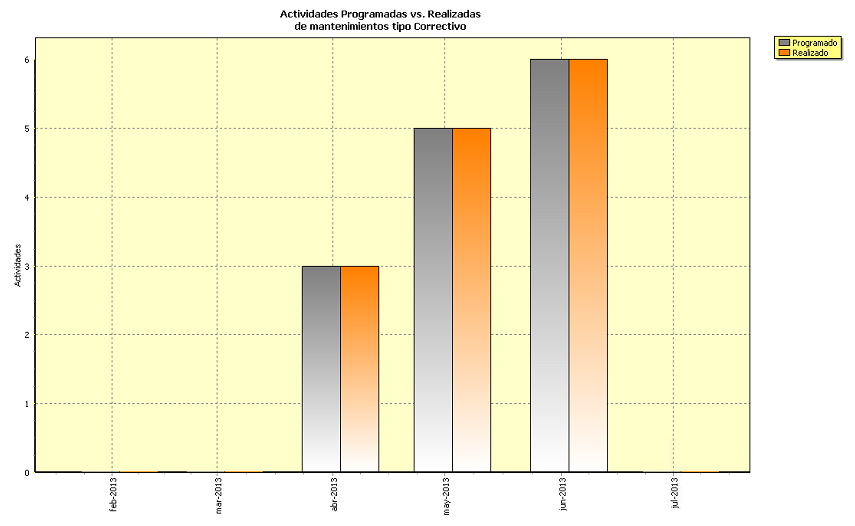 Actividades Programadas vs. Realizadas
de mantenimientos tipo Correctivo
Programado
Realizado
6
5
4
3
2
1
0
Actividades
feb-2013
mar-2013
abr-2013
may-2013
jun-2013
jul-2013